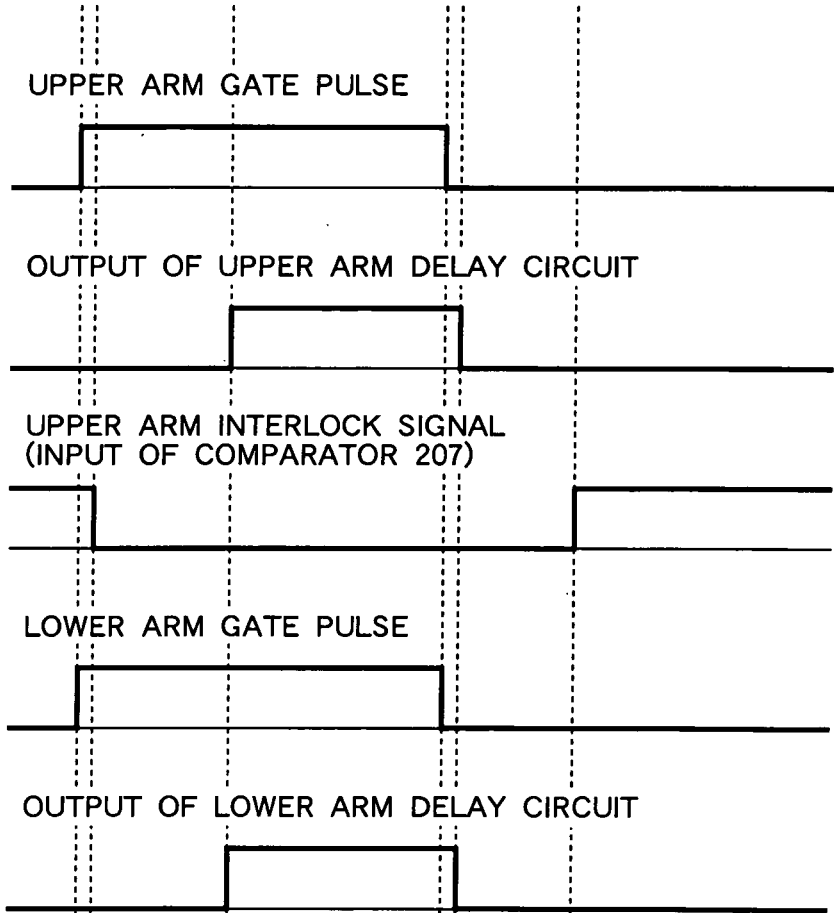 UPPER ARM GATE PULSE
OUTPUT OF UPPER ARM DELAY CIRCUIT
UPPER ARM INTERLOCK SIGNAL
(INPUT OF COMPARATOR 207)
LOWER ARM GATE PULSE
OUTPUT OF LOWER ARM DELAY CIRCUIT